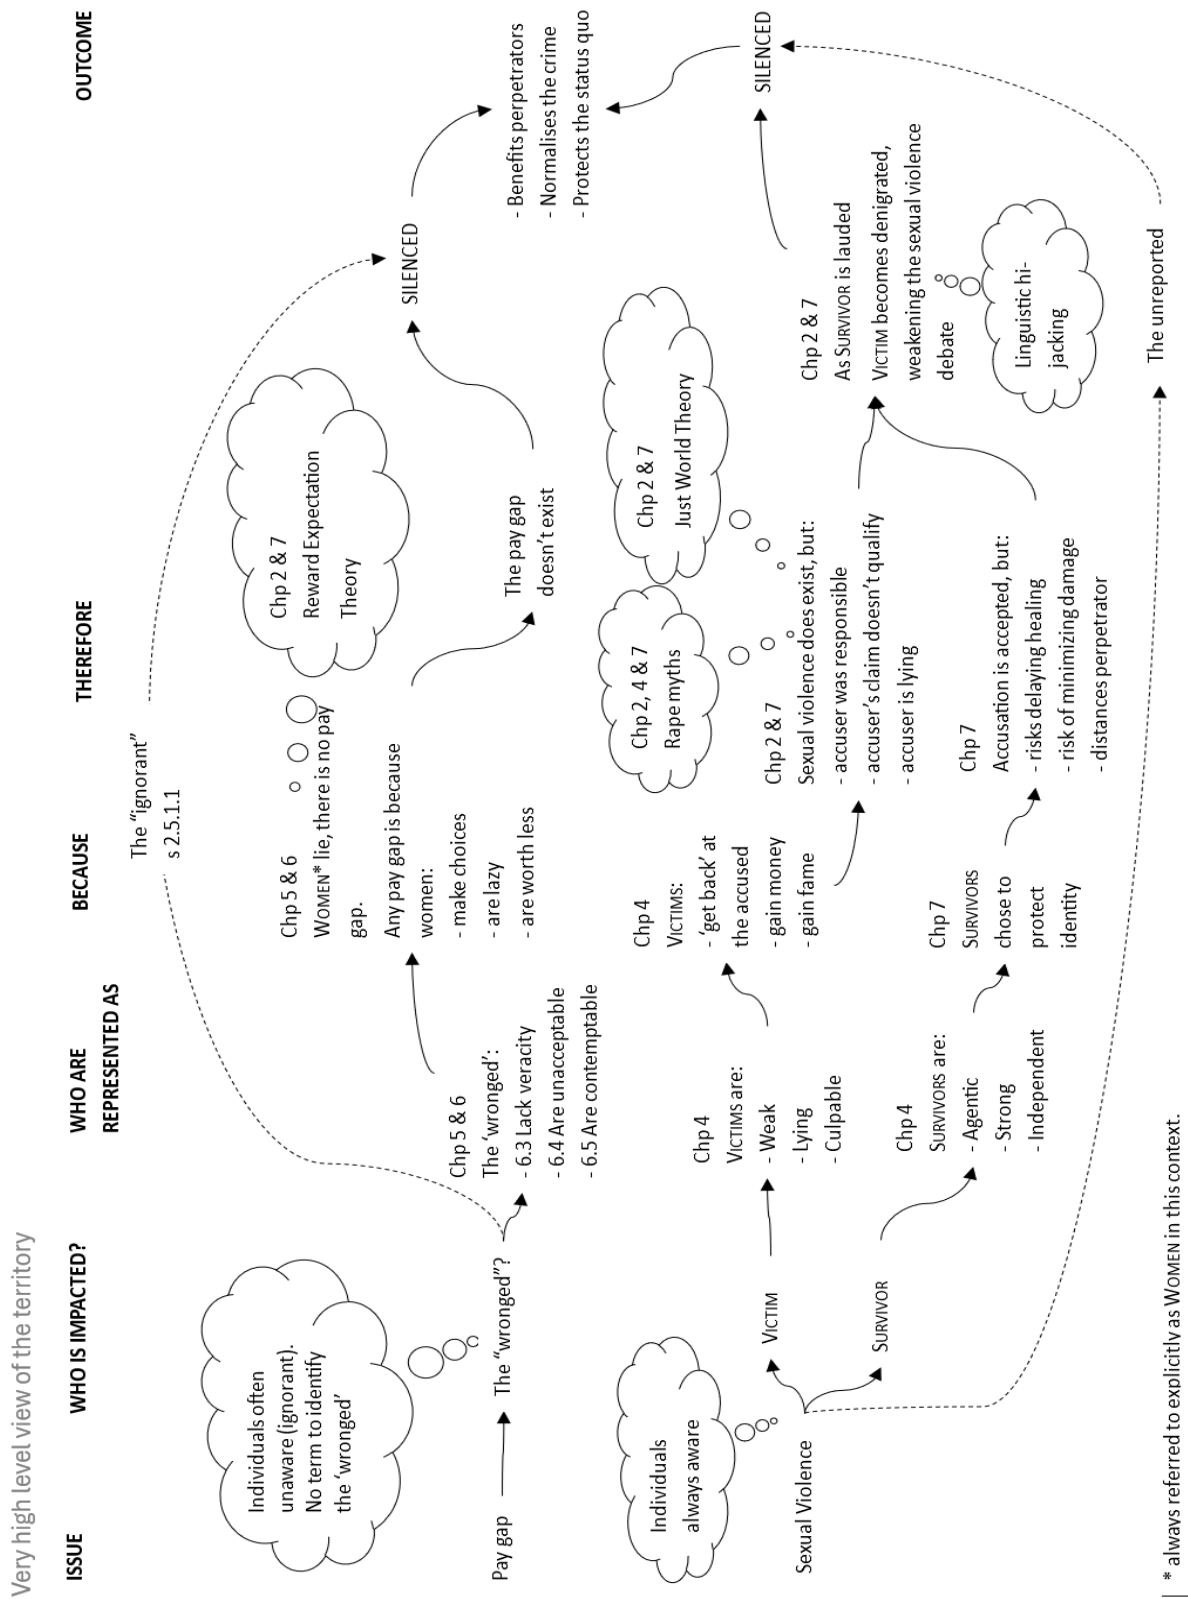 Very high level view of the territory
ISSUE
WHO IS IMPACTED?
WHO ARE
REPRESENTED AS
BECAUSE
THEREFORE
OUTCOME
The "ignorant"
s 2.5.1.1
Individuals often
unaware (ignorant).
No term to identify
the 'wronged'
Pay gap
The "wronged"?
Chp 5 & 6
The 'wronged':
- 6.3 Lack veracity
- 6.4 Are unacceptable
- 6.5 Are contemptable
Chp 5 & 6
WOMEN* lie, there is no pay
gap.
Any pay gap is because
women:
- make choices
- are lazy
- are worth less
Chp 2 & 7
Reward Expectation
Theory
The pay gap
doesn't exist
SILENCED
- Benefits perpetrators
- Normalises the crime
- Protects the status quo
Individuals
always aware
Sexual Violence
VICTIM
SURVIVOR
Chp 4
VICTIMS are:
- Weak
- Lying
- Culpable
Chp 4
SURVIVORS are:
- Agentic
- Strong
- Independent
Chp 4
VICTIMS:
- 'get back' at
the accused
- gain money
- gain fame
Chp 7
SURVIVORS
chose to
protect
identity
Chp 2, 4 & 7
Rape myths
Chp 2 & 7
Just World Theory
Chp 2 & 7
Sexual violence does exist, but:
- accuser was responsible
- accuser's claim doesn't qualify
- accuser is lying
Chp 7
Accusation is accepted, but:
- risks delaying healing
- risk of minimizing damage
- distances perpetrator
Chp 2 & 7
As SURVIVOR is lauded
VICTIM becomes denigrated,
weakening the sexual violence
debate
Linguistic hi-
jacking
SILENCED
The unreported
* always referred to explicitly as WOMEN in this context.